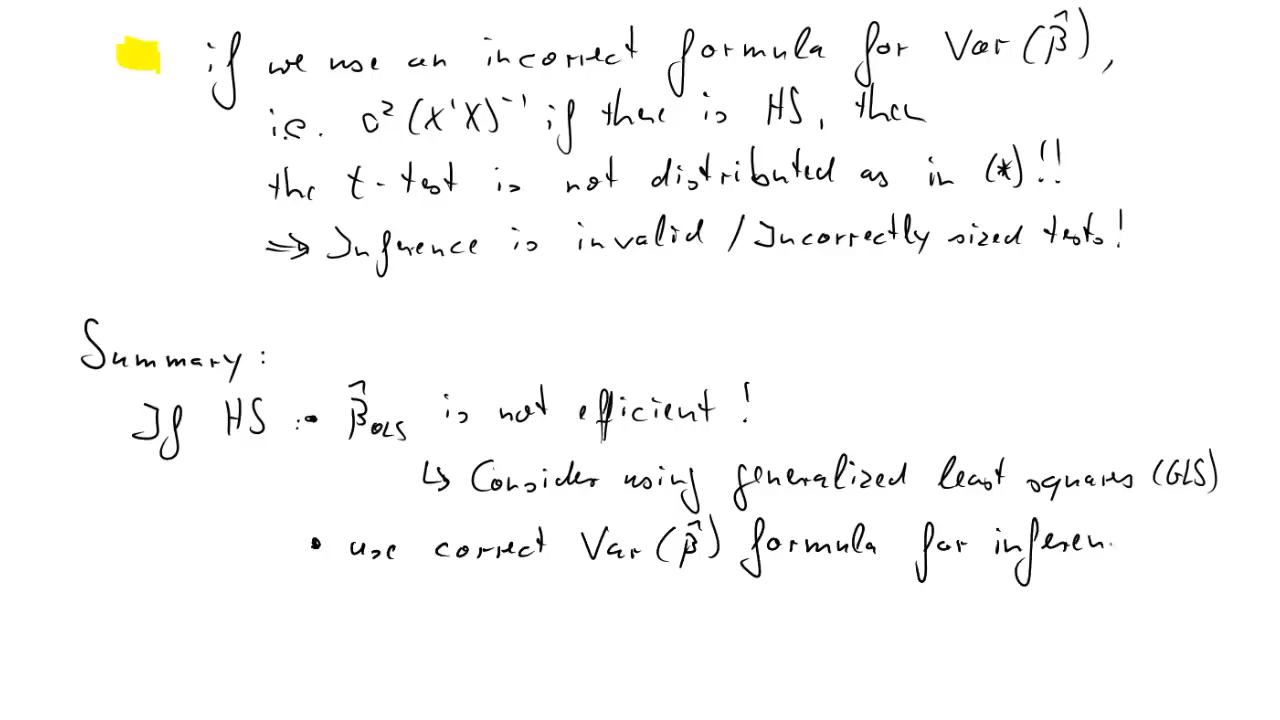 if we use an incorrect formula for Var(β̂),
i.e. σ²(X'X)⁻¹ if there is HS, then
the t-test is not distributed as in (*)!!
⇒ Inference is invalid / Incorrectly sized tests!
Summary:
If HS : • β̂OLS is not efficient!
↳ Consider using generalized least squares (GLS)
• use correct Var(β̂) formula for inferen